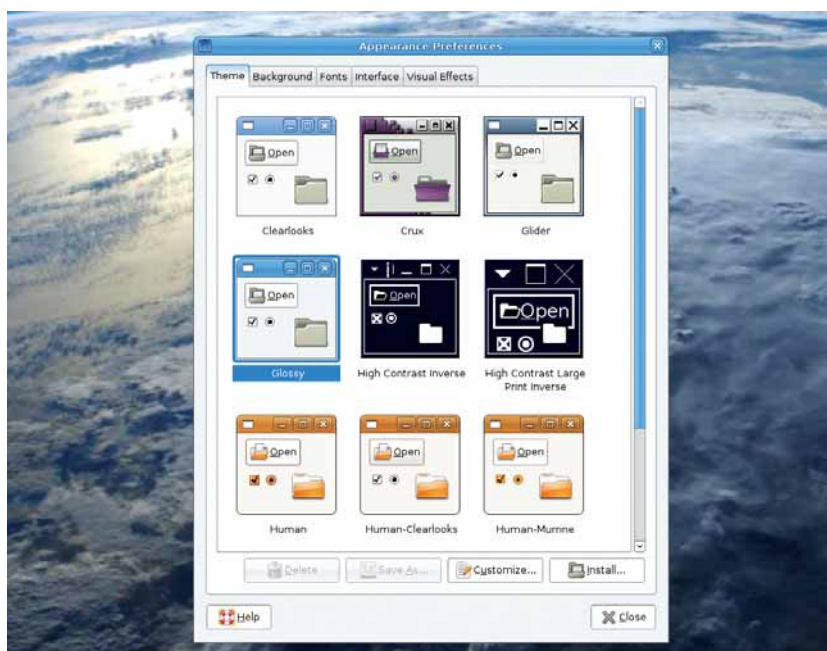 Appearance Preferences
Theme Background Fonts Interface Visual Effects
Open Open Open
Clearlooks Crux Glider
Open Open Open
Glossy High Contrast Inverse High Contrast Large
Print Inverse
Open Open Open
Human Human-Clearlooks Human-Murrine
Delete Save As... Customize... Install...
Help Close